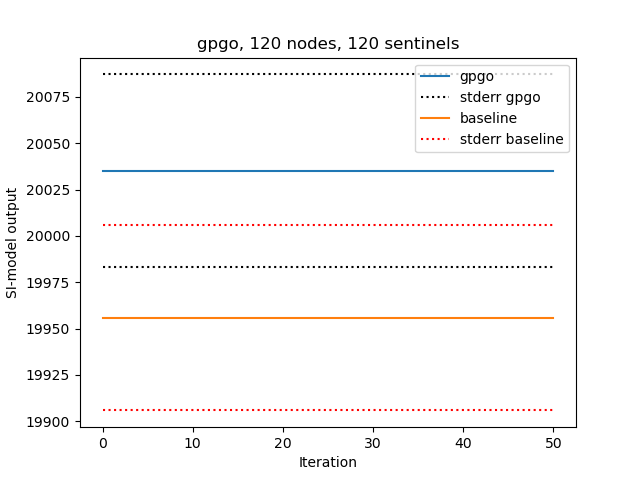 gpgo, 120 nodes, 120 sentinels
gpgo
stderr gpgo
baseline
stderr baseline
SI-model output
20075
20050
20025
20000
19975
19950
19925
19900
0 10 20 30 40 50
Iteration